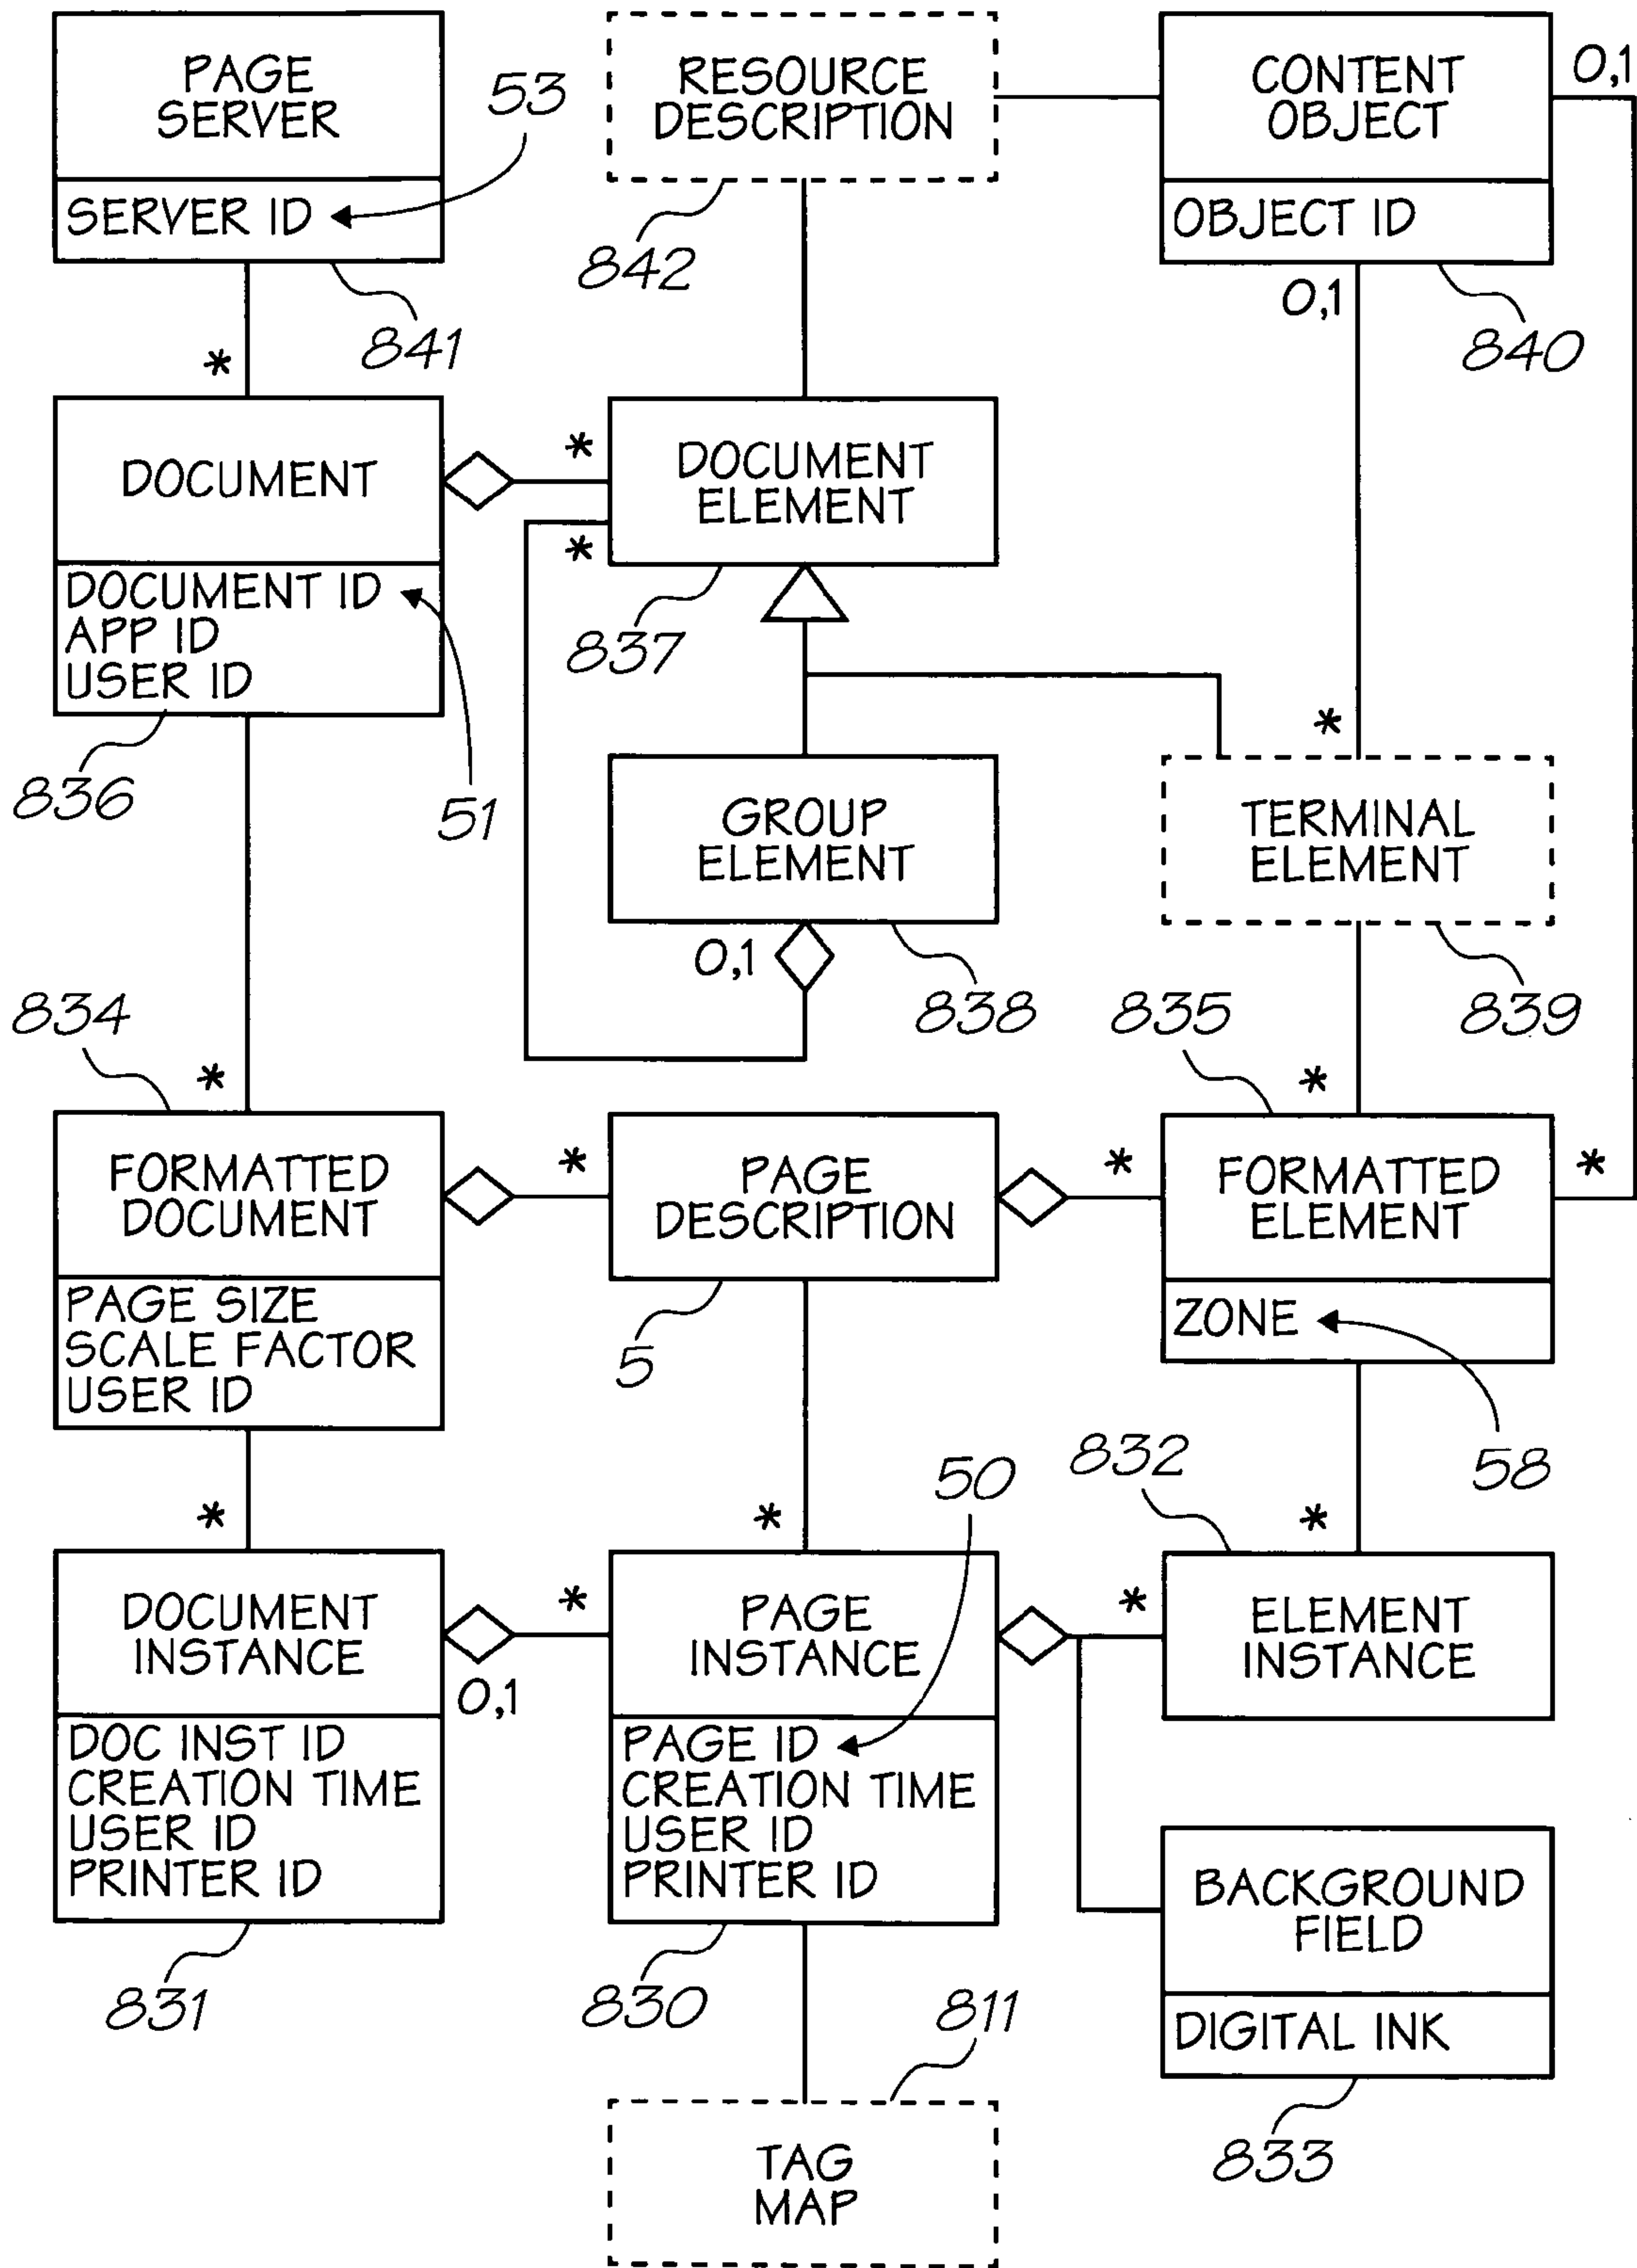 PAGE
SERVER
SERVER ID
53
841
RESOURCE
DESCRIPTION
842
CONTENT
OBJECT
OBJECT ID
0,1
0,1
840
*
DOCUMENT
DOCUMENT ID
APP ID
USER ID
836
51
*
*
DOCUMENT
ELEMENT
837
GROUP
ELEMENT
0,1
838
*
TERMINAL
ELEMENT
839
834
*
FORMATTED
DOCUMENT
PAGE SIZE
SCALE FACTOR
USER ID
*
PAGE
DESCRIPTION
5
835
*
*
*
FORMATTED
ELEMENT
ZONE
58
*
DOCUMENT
INSTANCE
0,1
DOC INST ID
CREATION TIME
USER ID
PRINTER ID
831
*
*
50
PAGE
INSTANCE
PAGE ID
CREATION TIME
USER ID
PRINTER ID
830
832
*
*
ELEMENT
INSTANCE
BACKGROUND
FIELD
DIGITAL INK
833
811
TAG
MAP